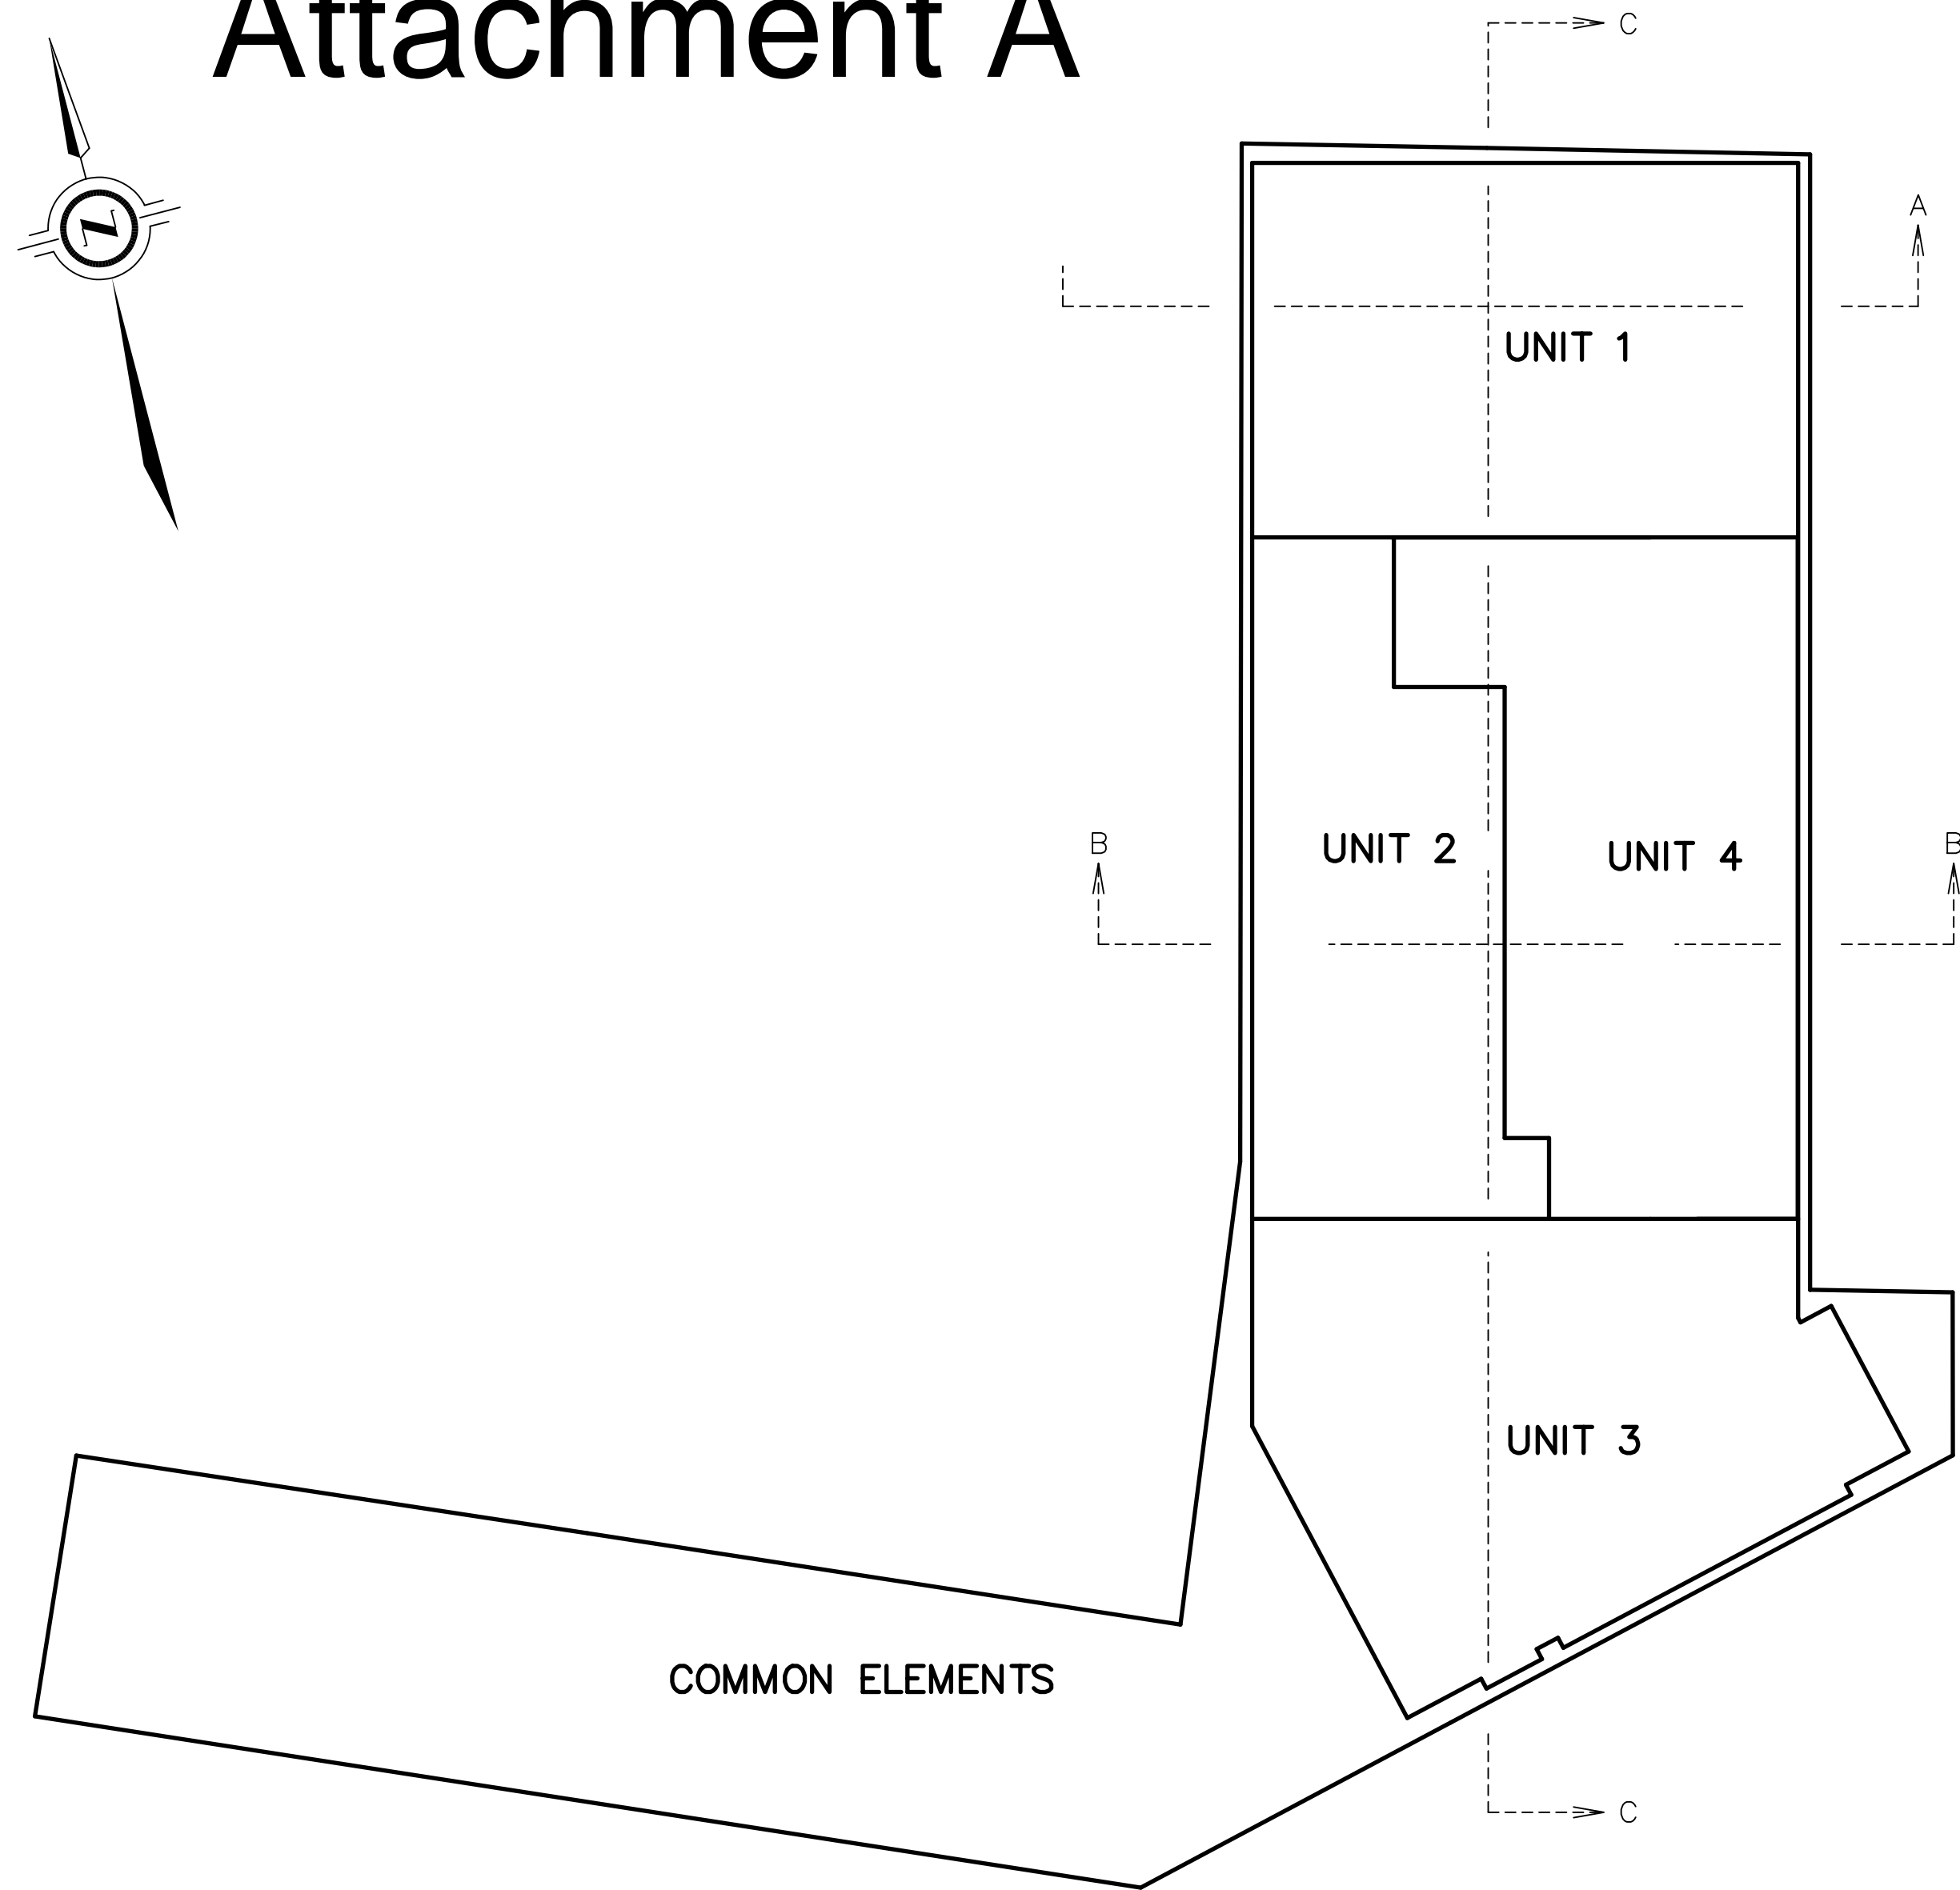 Attachment A
C
N
A
UNIT 1
B
UNIT 2
UNIT 4
B
UNIT 3
COMMON ELEMENTS
C